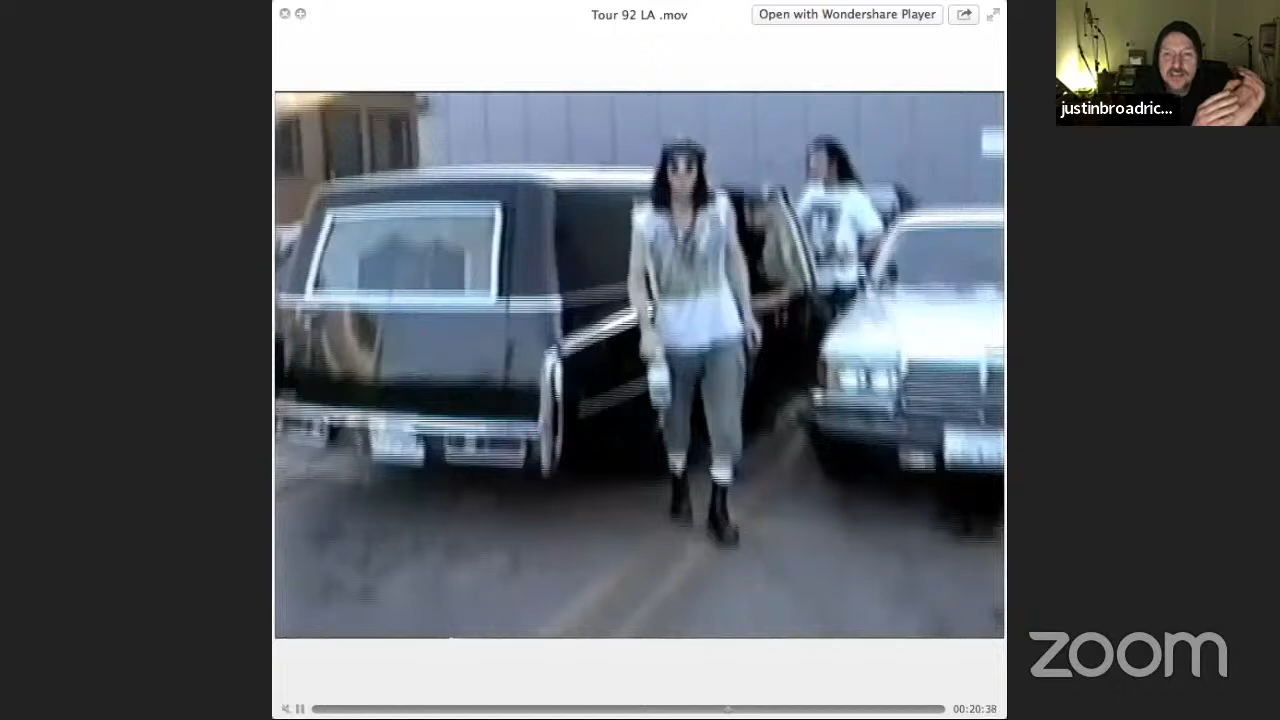 Tour 92 LA .mov
Open with Wondershare Player
justinbroadric...
00:20:38
zoom